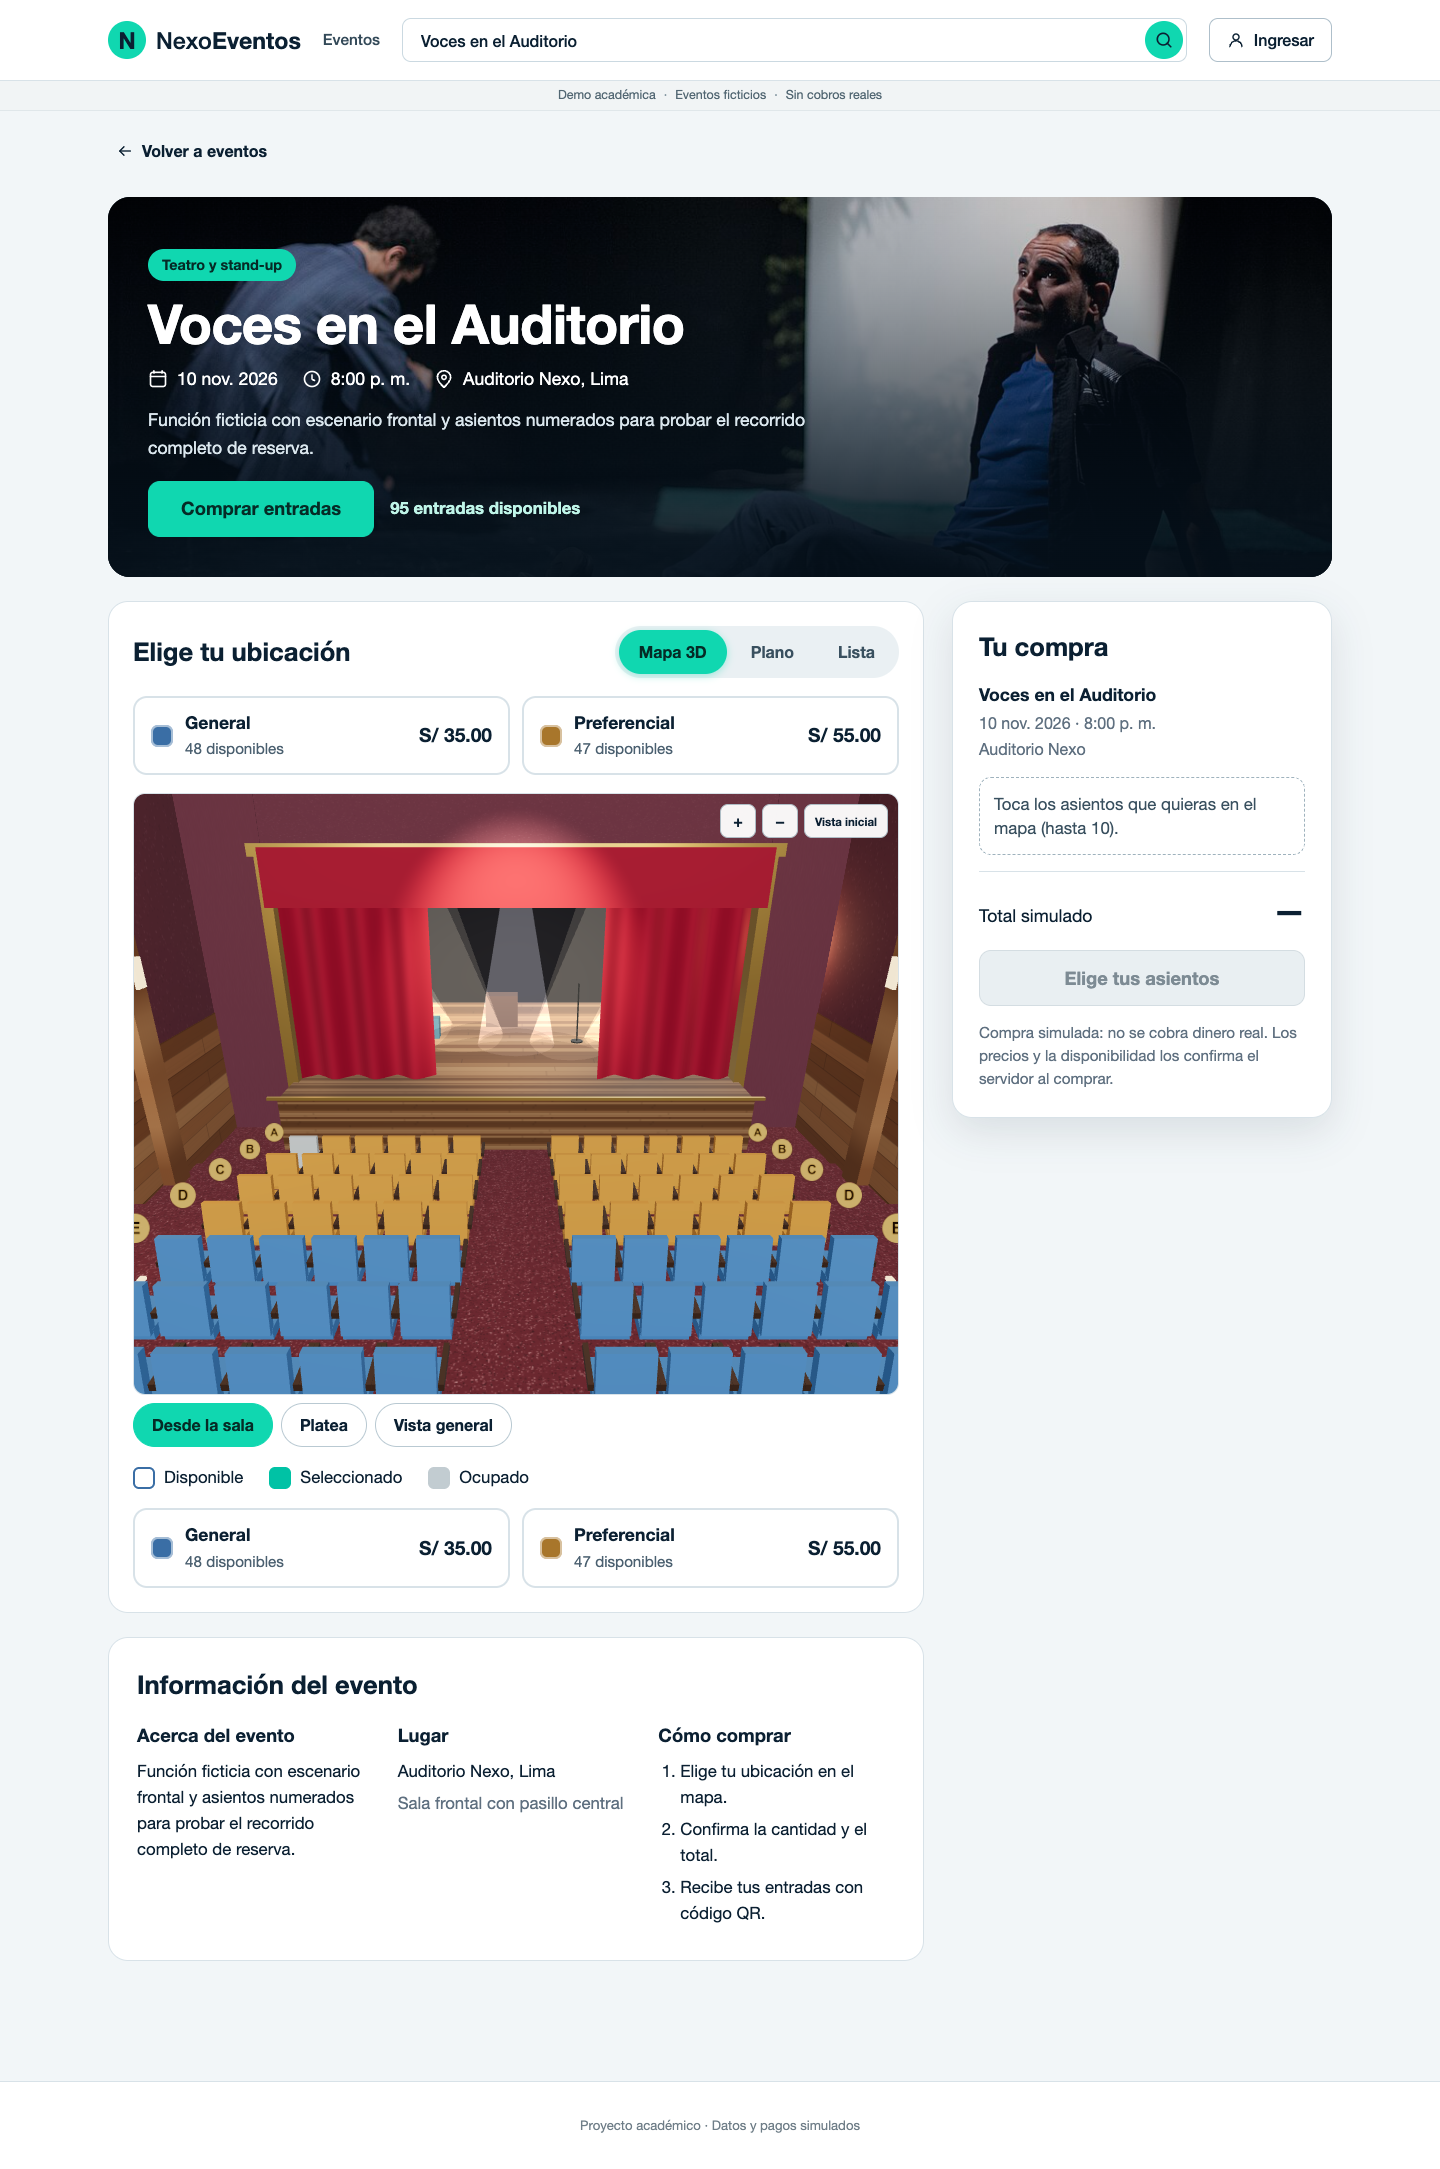 N NexoEventos
Eventos
Voces en el Auditorio
Ingresar
Demo académica · Eventos ficticios · Sin cobros reales
← Volver a eventos
Teatro y stand-up
Voces en el Auditorio
10 nov. 2026
8:00 p. m.
Auditorio Nexo, Lima
Función ficticia con escenario frontal y asientos numerados para probar el recorrido
completo de reserva.
Comprar entradas
95 entradas disponibles
Elige tu ubicación
Mapa 3D
Plano
Lista
General
48 disponibles
S/ 35.00
Preferencial
47 disponibles
S/ 55.00
+
−
Vista inicial
A
A
B
B
C
C
D
D
E
E
Desde la sala
Platea
Vista general
Disponible
Seleccionado
Ocupado
General
48 disponibles
S/ 35.00
Preferencial
47 disponibles
S/ 55.00
Tu compra
Voces en el Auditorio
10 nov. 2026 · 8:00 p. m.
Auditorio Nexo
Toca los asientos que quieras en el
mapa (hasta 10).
Total simulado
—
Elige tus asientos
Compra simulada: no se cobra dinero real. Los
precios y la disponibilidad los confirma el
servidor al comprar.
Información del evento
Acerca del evento
Función ficticia con escenario
frontal y asientos numerados
para probar el recorrido
completo de reserva.
Lugar
Auditorio Nexo, Lima
Sala frontal con pasillo central
Cómo comprar
1. Elige tu ubicación en el
mapa.
2. Confirma la cantidad y el
total.
3. Recibe tus entradas con
código QR.
Proyecto académico · Datos y pagos simulados